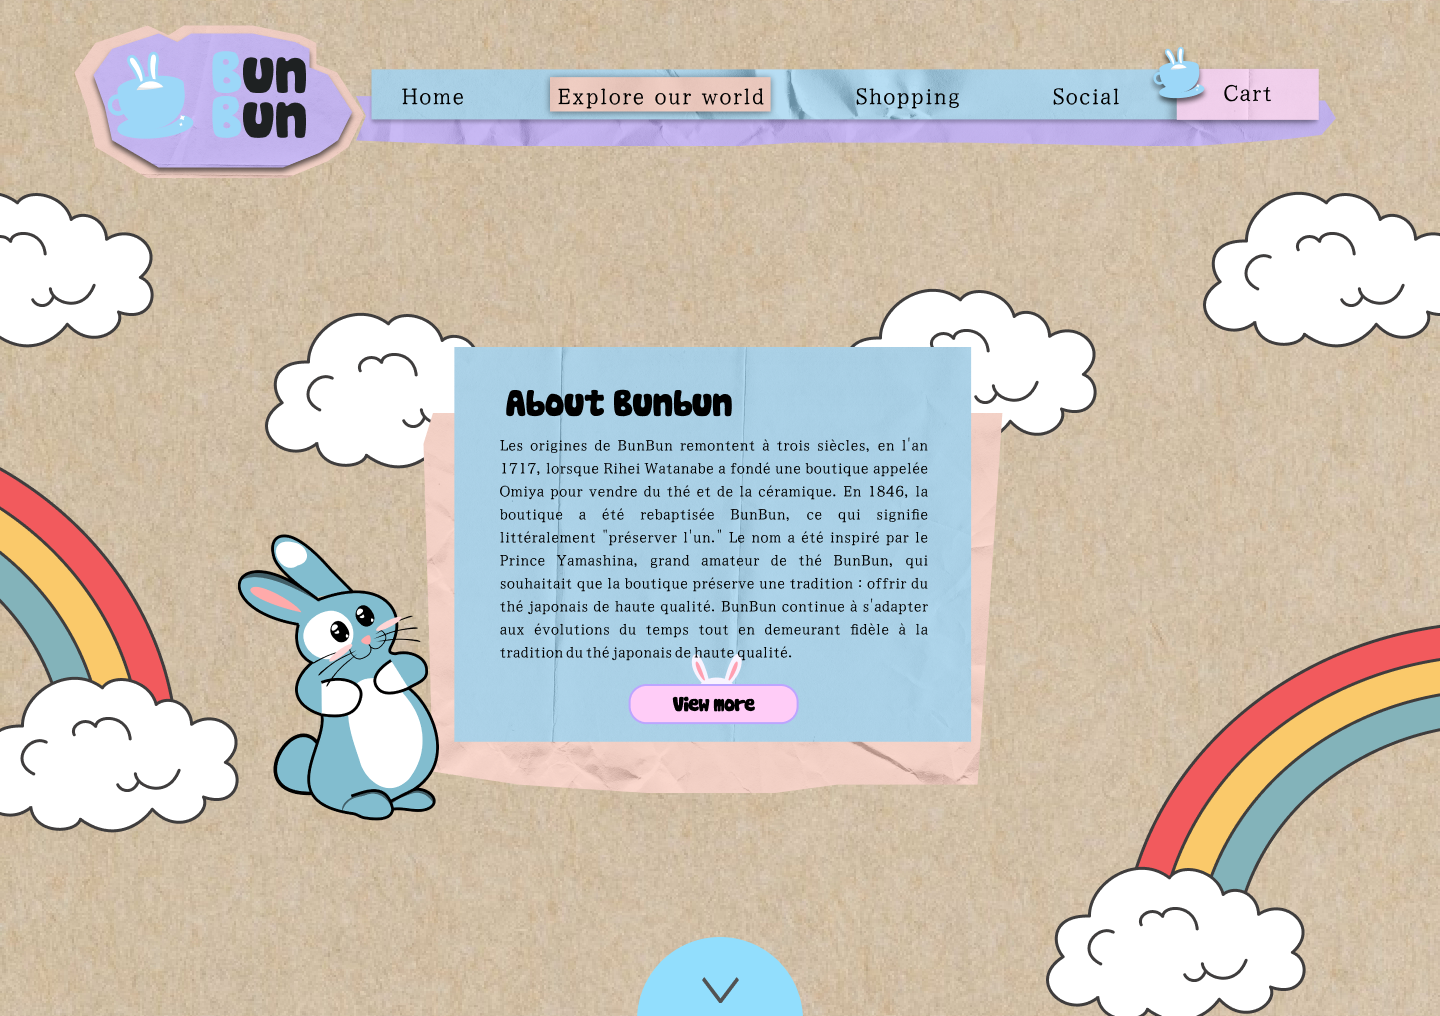 Bun
Bun
Home
Explore our world
Shopping
Social
Cart
About Bunbun
Les origines de BunBun remontent à trois siècles, en l'an
1717, lorsque Rihei Watanabe a fondé une boutique appelée
Omiya pour vendre du thé et de la céramique. En 1846, la
boutique a été rebaptisée BunBun, ce qui signifie
littéralement "préserver l'un." Le nom a été inspiré par le
Prince Yamashina, grand amateur de thé BunBun, qui
souhaitait que la boutique préserve une tradition : offrir du
thé japonais de haute qualité. BunBun continue à s'adapter
aux évolutions du temps tout en demeurant fidèle à la
tradition du thé japonais de haute qualité.
View more